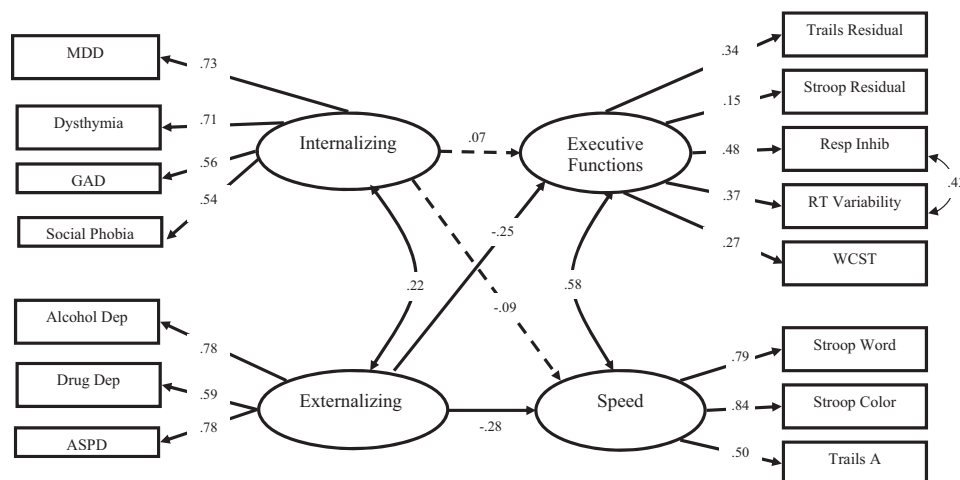 MDD
Dysthymia
GAD
Social Phobia
Alcohol Dep
Drug Dep
ASPD
.73
.71
.56
.54
.78
.59
.78
Internalizing
Externalizing
.22
.07
-.25
-.09
-.28
Executive
Functions
Speed
.58
.34
.15
.48
.37
.27
.79
.84
.50
Trails Residual
Stroop Residual
Resp Inhib
RT Variability
WCST
Stroop Word
Stroop Color
Trails A